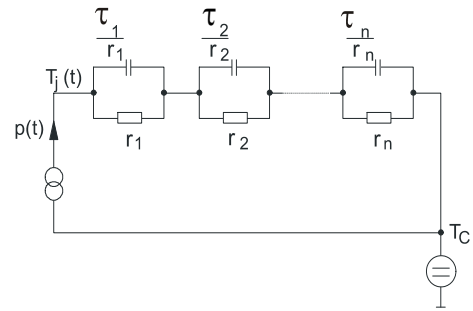 τ1 τ2 τn
r1 r2 rn
Tj (t)
p(t)
r1 r2 rn
TC